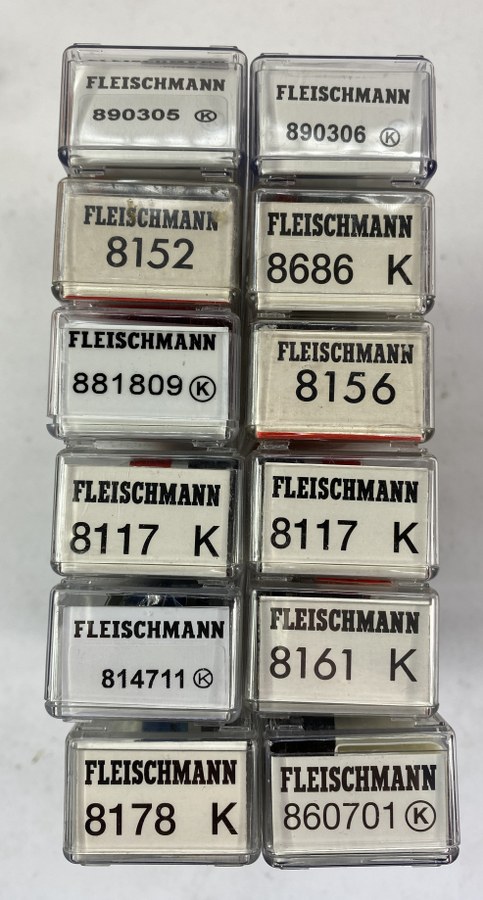 FLEISCHMANN
890305 Ⓚ
FLEISCHMANN
890306 Ⓚ
FLEISCHMANN
8152
FLEISCHMANN
8686 K
FLEISCHMANN
881809 Ⓚ
FLEISCHMANN
8156
FLEISCHMANN
8117 K
FLEISCHMANN
8117 K
FLEISCHMANN
814711 Ⓚ
FLEISCHMANN
8161 K
FLEISCHMANN
8178 K
FLEISCHMANN
860701 Ⓚ